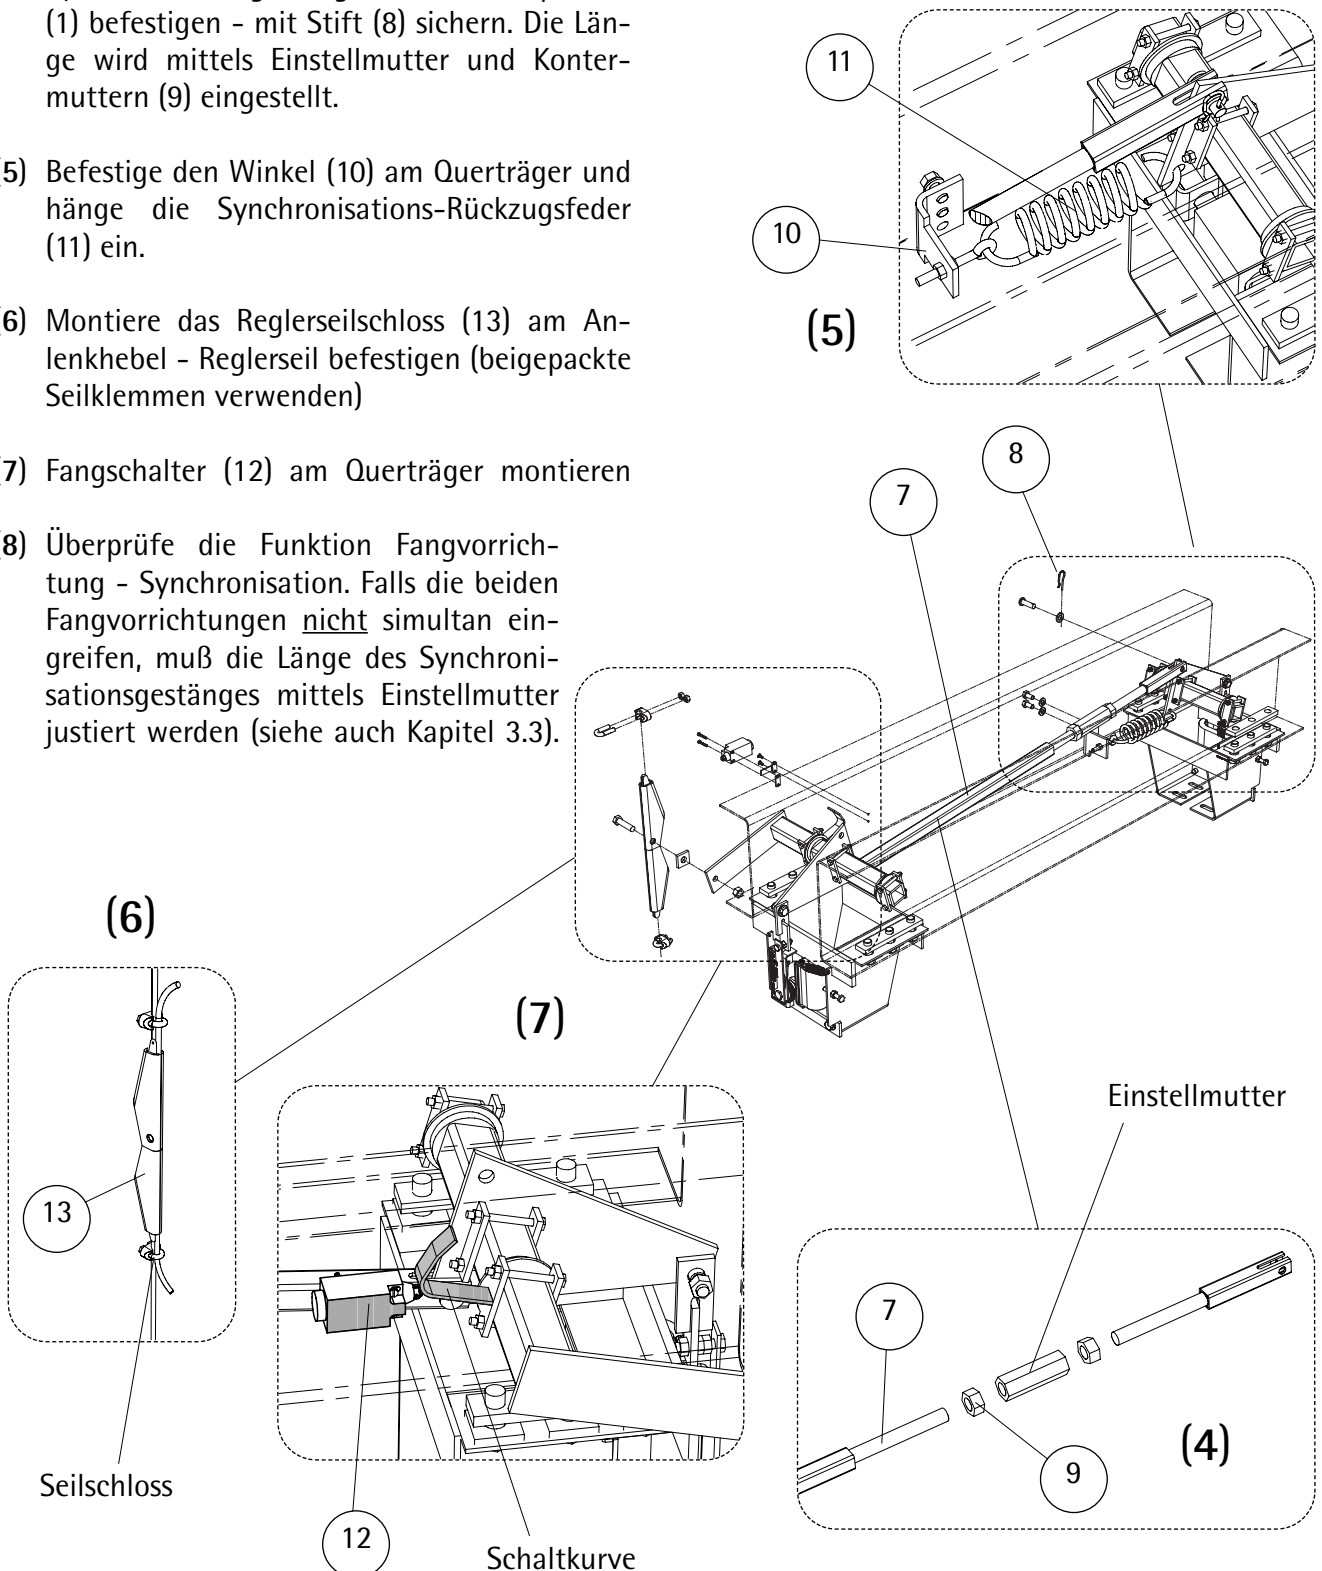 (1) befestigen - mit Stift (8) sichern. Die Län-
ge wird mittels Einstellmutter und Konter-
muttern (9) eingestellt.
(5) Befestige den Winkel (10) am Querträger und
hänge die Synchronisations-Rückzugsfeder
(11) ein.
(6) Montiere das Reglerseilschloss (13) am An-
lenkhebel - Reglerseil befestigen (beigepackte
Seilklemmen verwenden)
(7) Fangschalter (12) am Querträger montieren
(8) Überprüfe die Funktion Fangvorrich-
tung - Synchronisation. Falls die beiden
Fangvorrichtungen nicht simultan ein-
greifen, muß die Länge des Synchroni-
sationsgestänges mittels Einstellmutter
justiert werden (siehe auch Kapitel 3.3).
11
10
(5)
8
7
(6)
(7)
13
Seilschloss
12
Schaltkurve
Einstellmutter
7
9
(4)